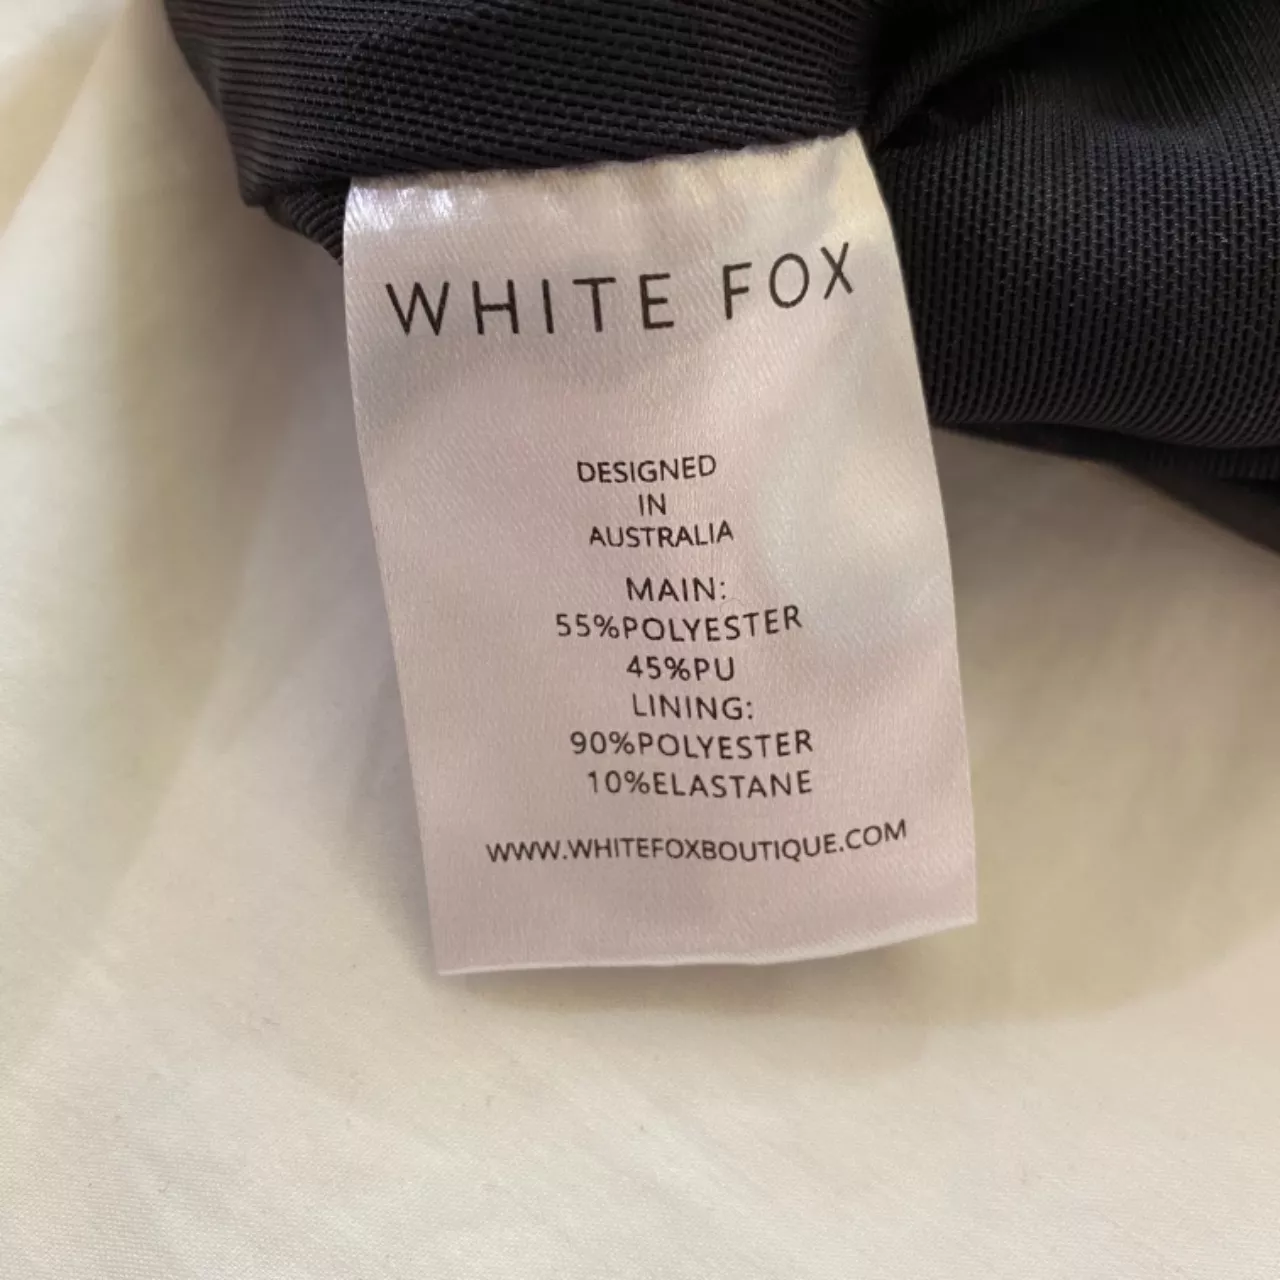 WHITE FOX
DESIGNED
IN
AUSTRALIA
MAIN:
55%POLYESTER
45%PU
LINING:
90%POLYESTER
10%ELASTANE
WWW.WHITEFOXBOUTIQUE.COM